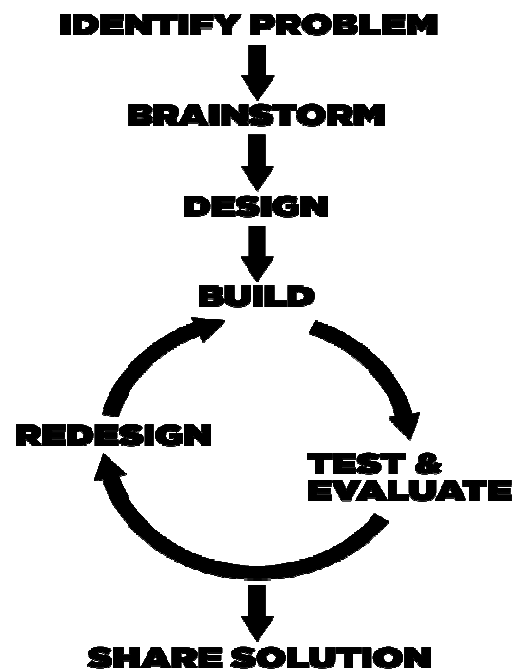 IDENTIFY PROBLEM
BRAINSTORM
DESIGN
BUILD
REDESIGN
TEST &
EVALUATE
SHARE SOLUTION